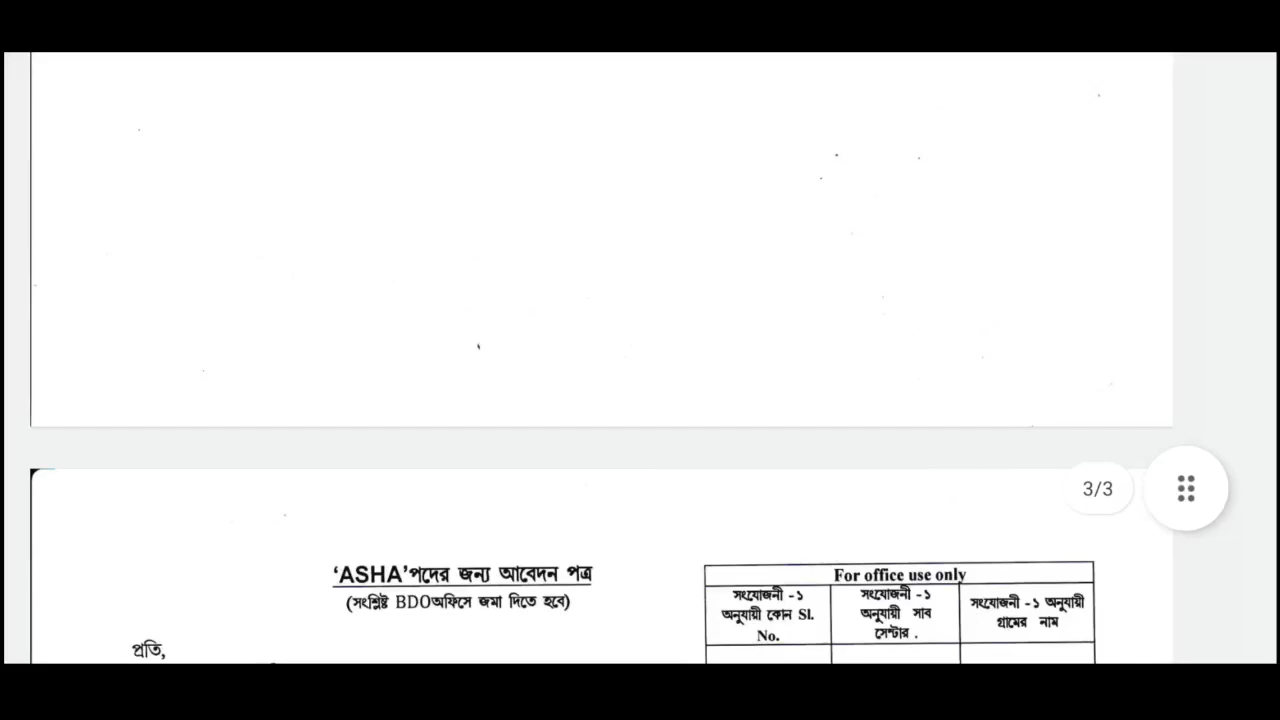 3/3
‘ASHA’পদের জন্য আবেদন পত্র
(সংশ্লিষ্ট BDOঅফিসে জমা দিতে হবে)
প্রতি,
For office use only
সংযোজনী -১ অনুযায়ী কোন Sl. No.
সংযোজনী -১ অনুযায়ী সাব সেন্টার .
সংযোজনী -১ অনুযায়ী গ্রামের নাম